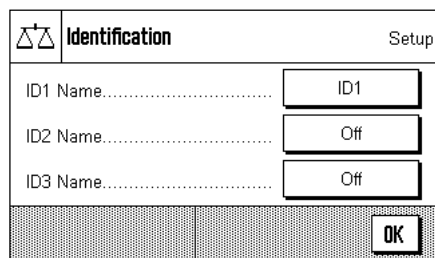 Identification Setup
ID1 Name.............................. ID1
ID2 Name.............................. Off
ID3 Name.............................. Off
OK